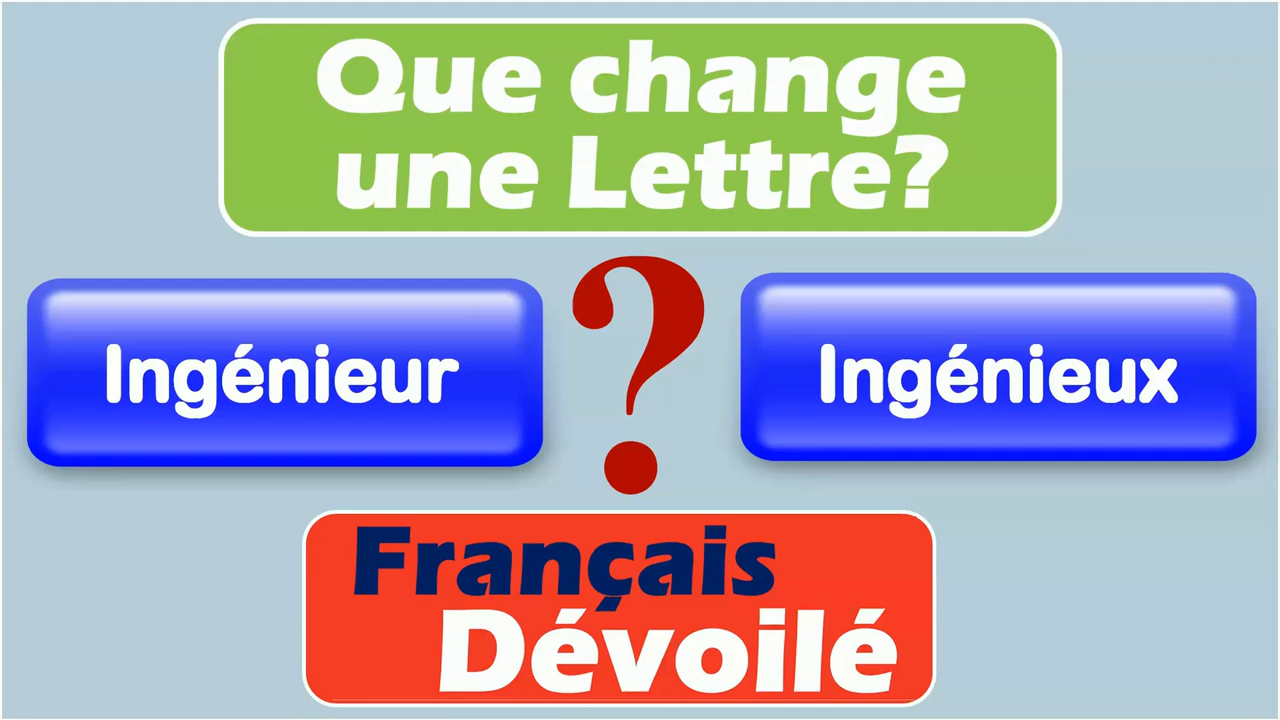 Que change
une Lettre?
Ingénieur
?
Ingénieux
Français
Dévoilé